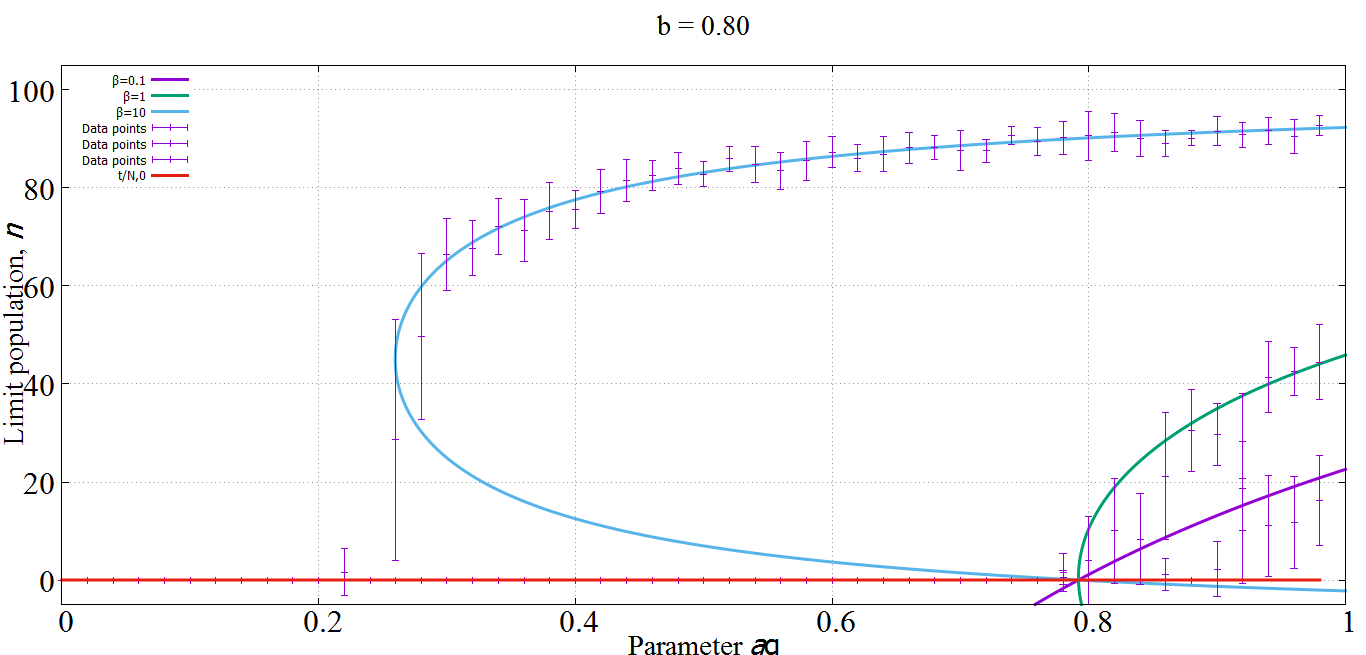 b = 0.80
β=0.1
β=1
β=10
Data points
Data points
Data points
t/N,0
100
80
60
40
20
0
Limit population, n
0 0.2 0.4 0.6 0.8 1
Parameter aα